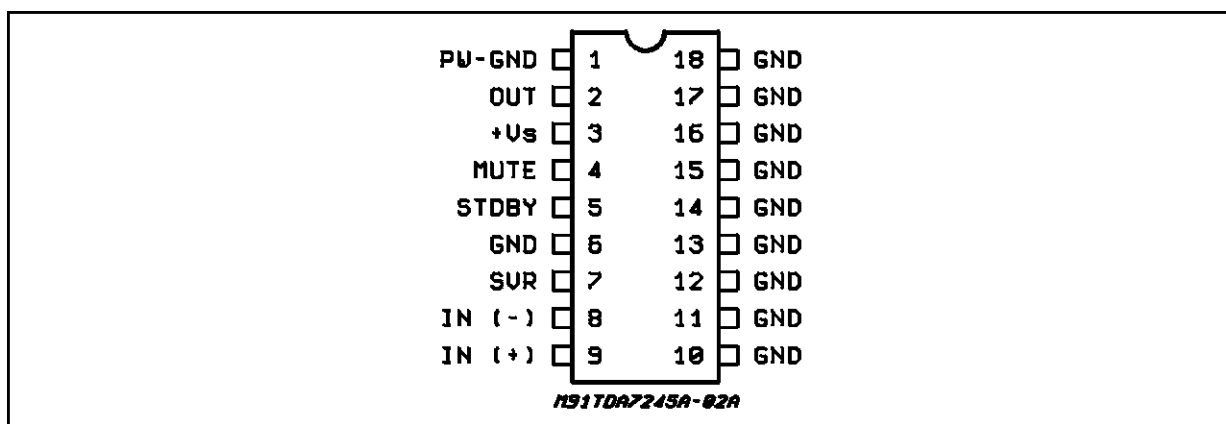 PW-GND 1 18 GND
OUT 2 17 GND
+Vs 3 16 GND
MUTE 4 15 GND
STDBY 5 14 GND
GND 6 13 GND
SVR 7 12 GND
IN (-) 8 11 GND
IN (+) 9 10 GND
M91TDA7245A-02A